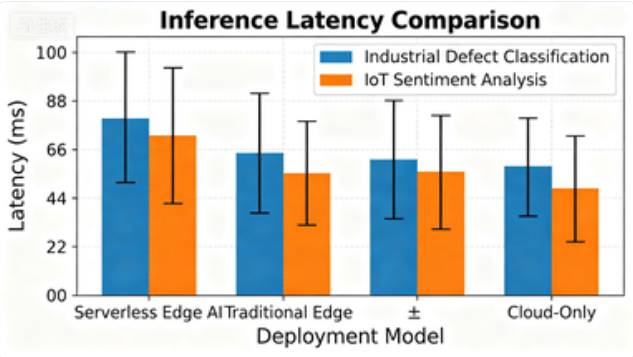 Inference Latency Comparison
Industrial Defect Classification
IoT Sentiment Analysis
Latency (ms)
100
88
66
44
22
00
Serverless Edge AI Traditional Edge ± Cloud-Only
Deployment Model